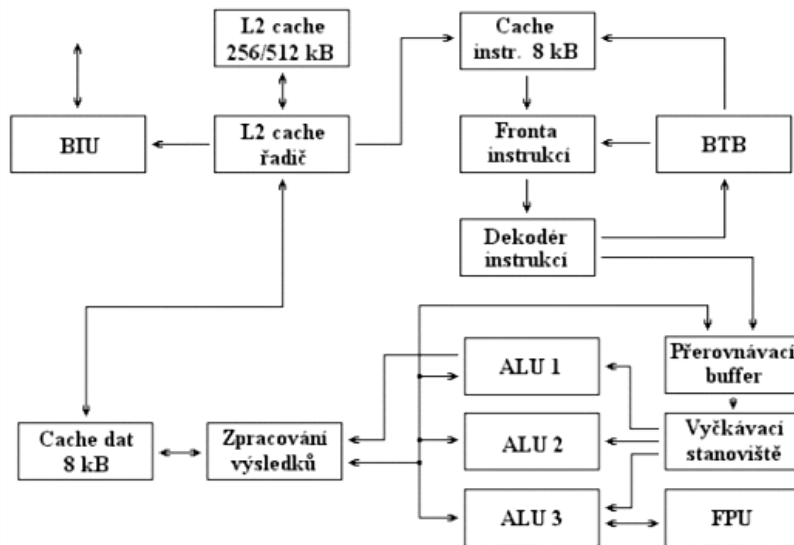 L2 cache
256/512 kB
Cache
instr. 8 kB
BIU
L2 cache
řadič
Fronta
instrukcí
BTB
Dekodér
instrukcí
ALU 1
Přerovnávací
buffer
Cache dat
8 kB
Zpracování
výsledků
ALU 2
Vyčkávací
stanoviště
ALU 3
FPU